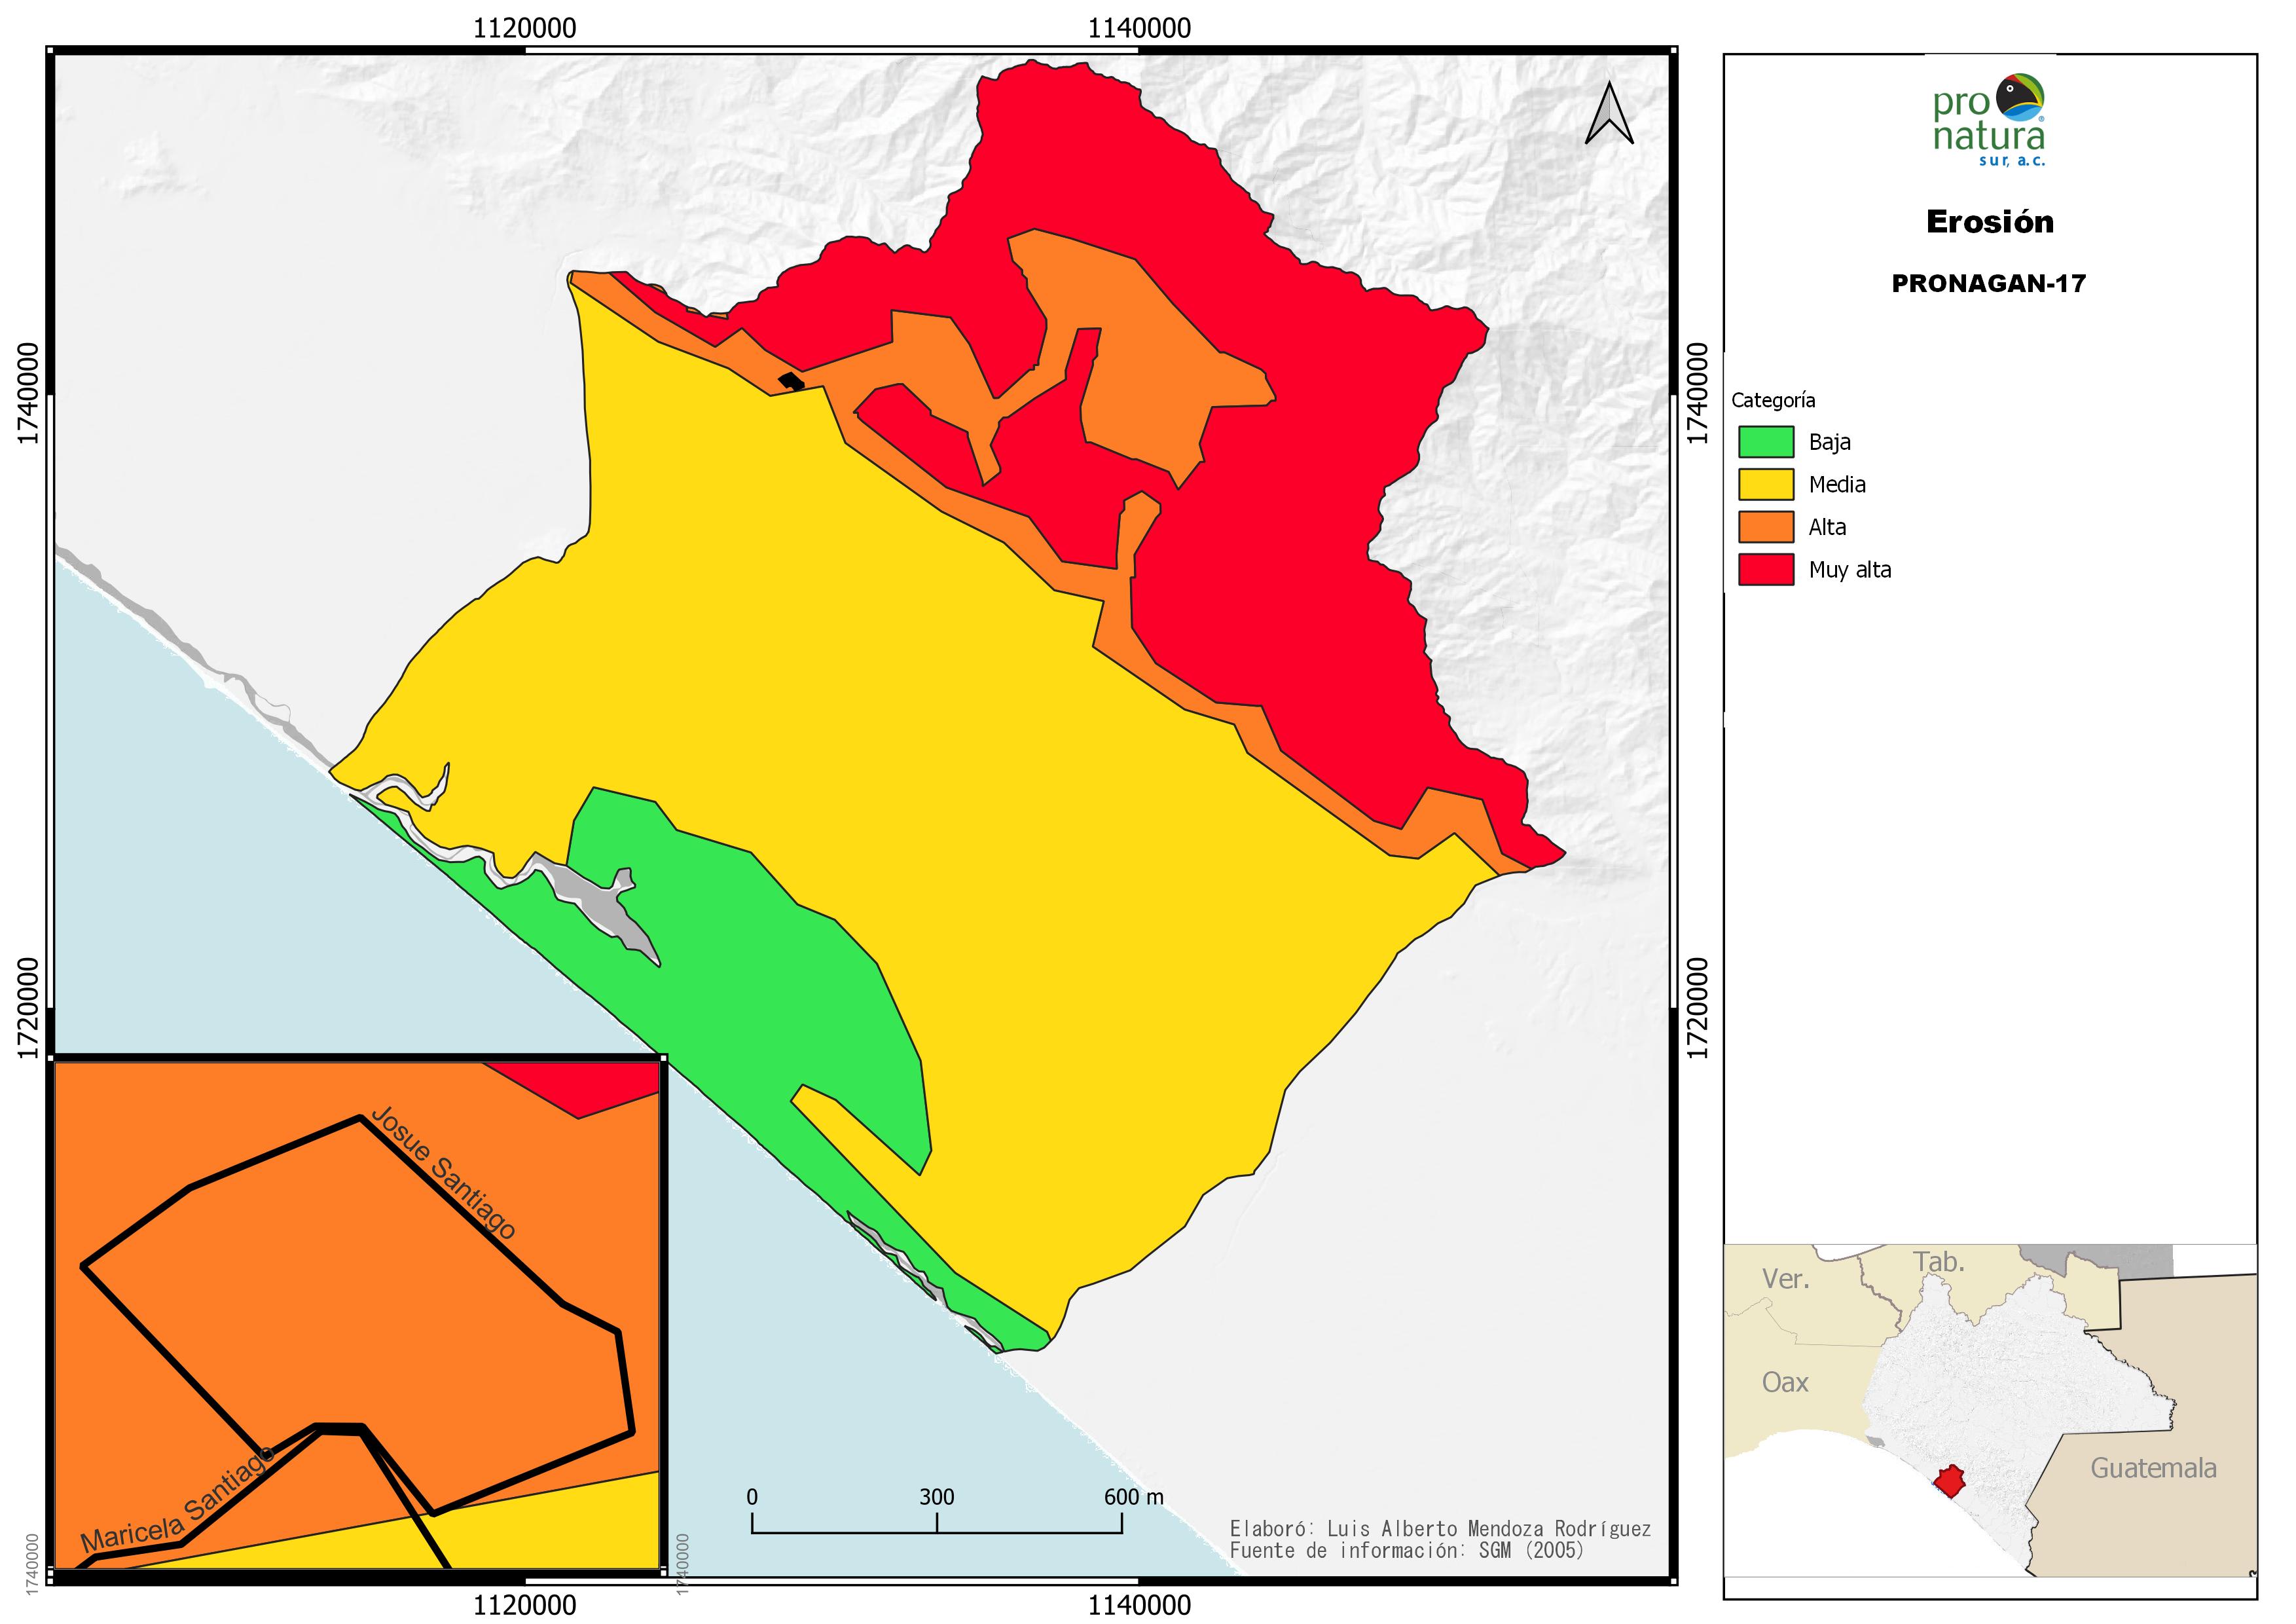 1120000
1140000
1740000
1740000
1720000
1720000
1120000
1140000
pro
natura
sur, a.c.
®
Erosión
PRONAGAN-17
Categoría
Baja
Media
Alta
Muy alta
Josue Santiago
Maricela Santiago
1740000
1740000
0 300 600 m
Elaboró: Luis Alberto Mendoza Rodríguez
Fuente de información: SGM (2005)
Ver.
Tab.
Oax
Guatemala